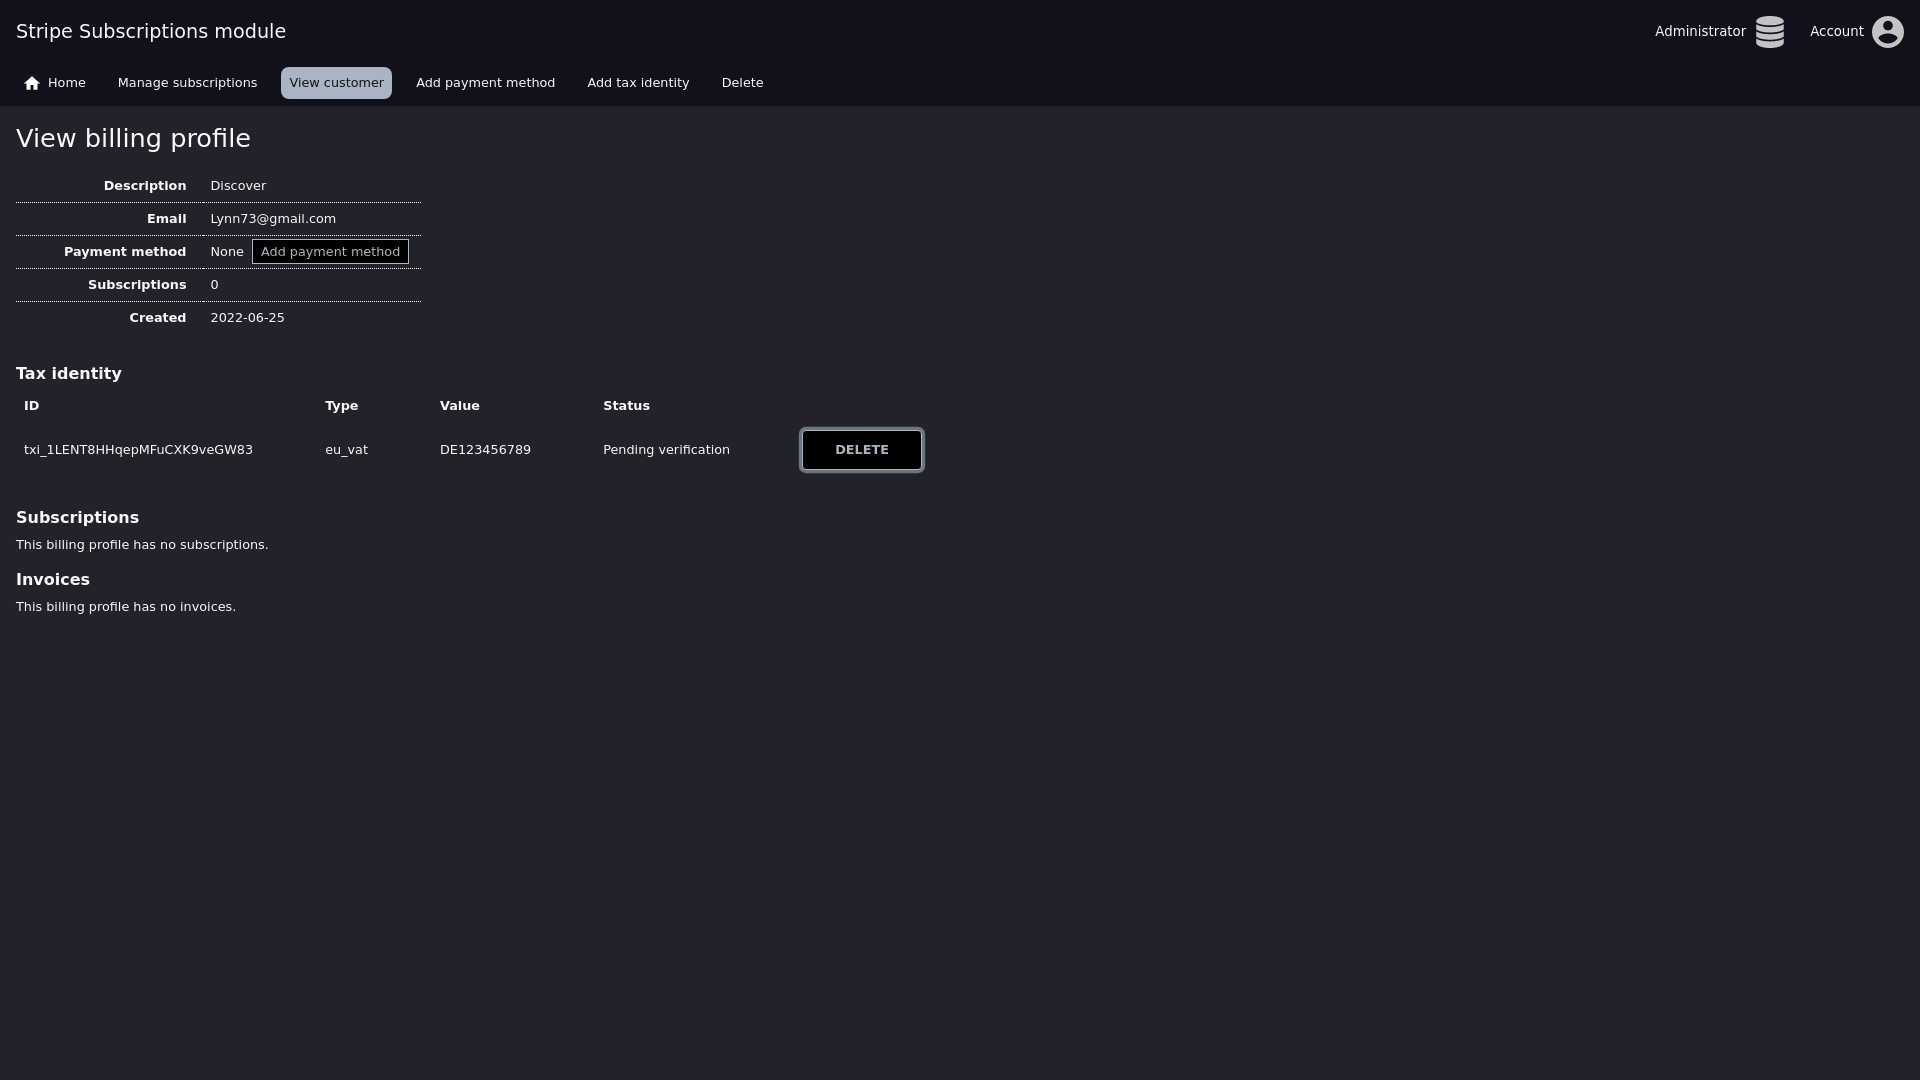 Stripe Subscriptions module
Administrator
Account
Home
Manage subscriptions
View customer
Add payment method
Add tax identity
Delete
View billing profile
Description Discover
Email Lynn73@gmail.com
Payment method None Add payment method
Subscriptions 0
Created 2022-06-25
Tax identity
ID Type Value Status
txi_1LENT8HHqepMFuCXK9veGW83 eu_vat DE123456789 Pending verification DELETE
Subscriptions
This billing profile has no subscriptions.
Invoices
This billing profile has no invoices.